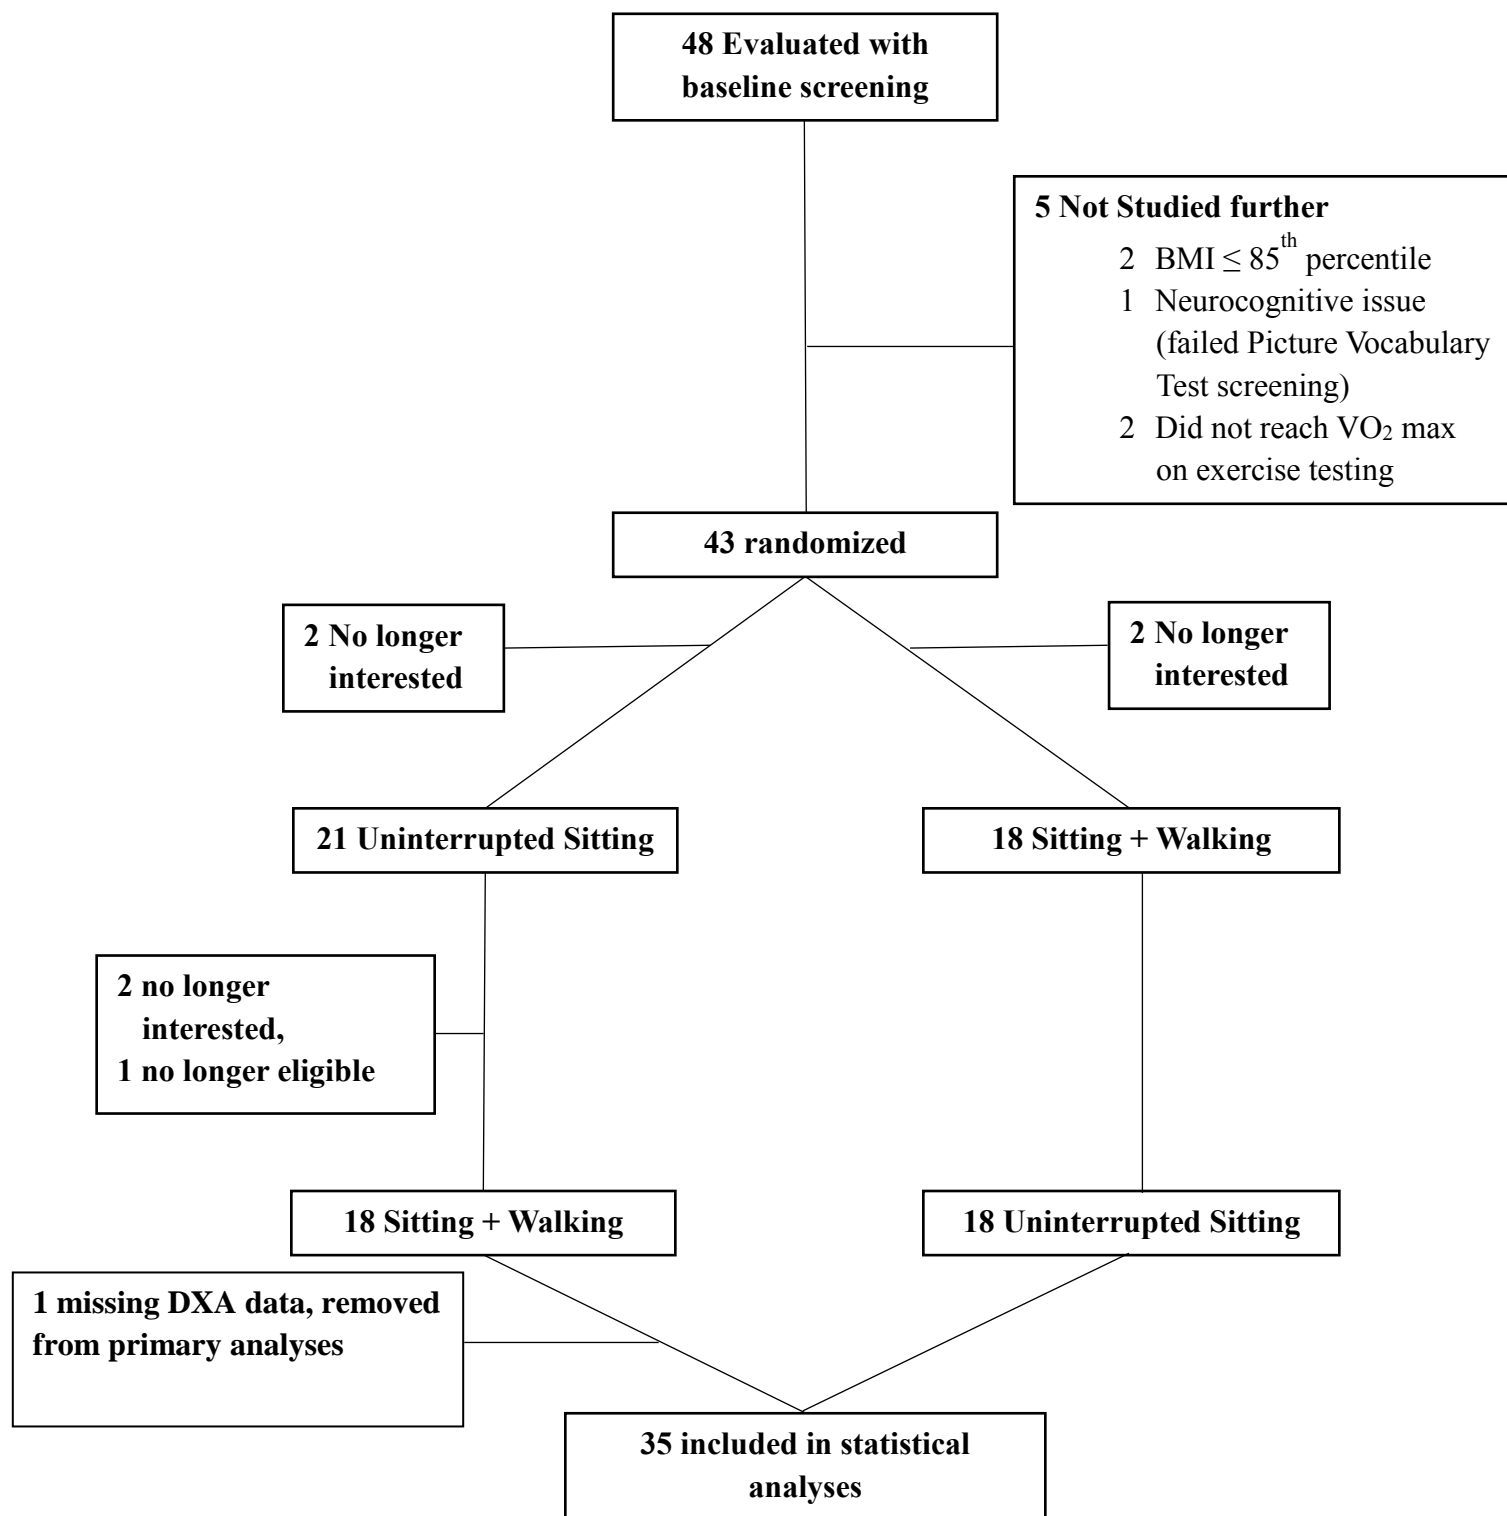 48 Evaluated with
baseline screening
5 Not Studied further
2 BMI ≤ 85th percentile
1 Neurocognitive issue
(failed Picture Vocabulary
Test screening)
2 Did not reach VO2 max
on exercise testing
43 randomized
2 No longer
interested
2 No longer
interested
21 Uninterrupted Sitting
18 Sitting + Walking
2 no longer
interested,
1 no longer eligible
18 Sitting + Walking
18 Uninterrupted Sitting
1 missing DXA data, removed
from primary analyses
35 included in statistical
analyses